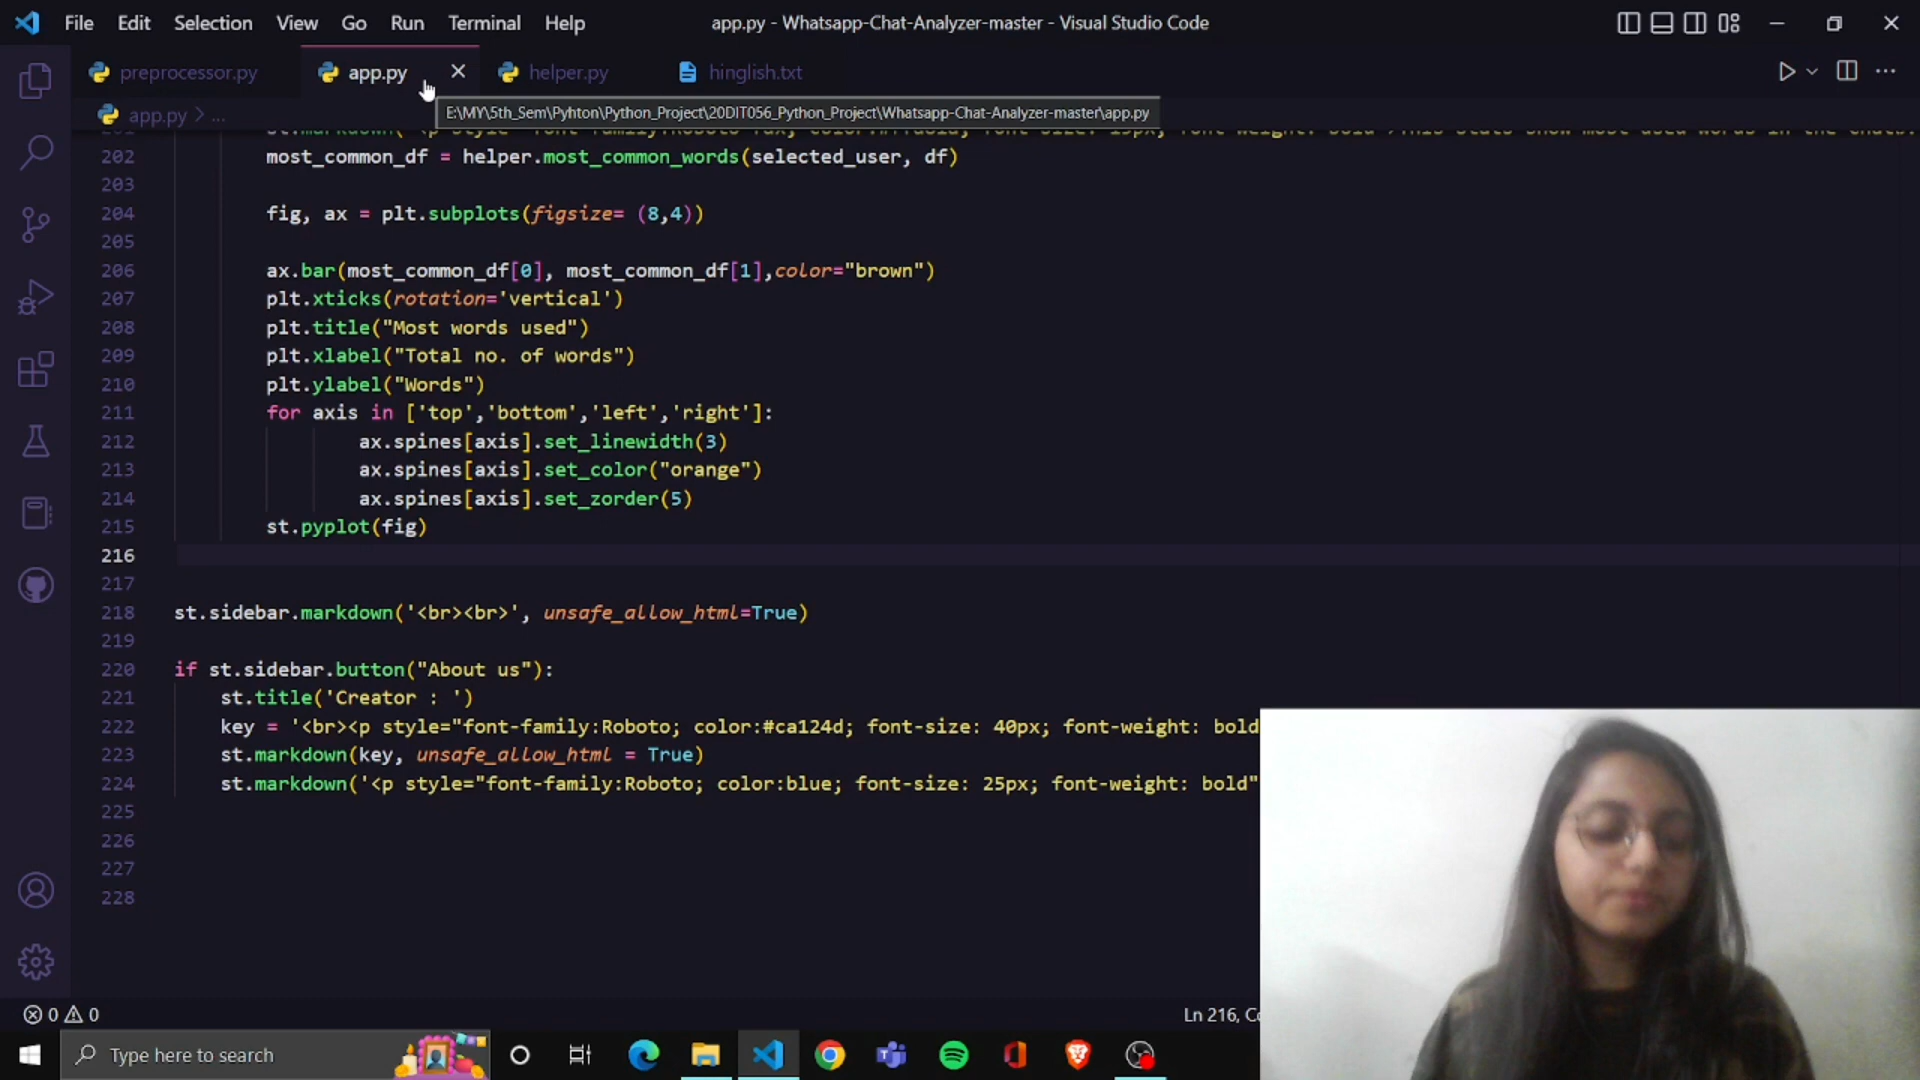 File Edit Selection View Go Run Terminal Help app.py - Whatsapp-Chat-Analyzer-master - Visual Studio Code
preprocessor.py app.py helper.py hinglish.txt
app.py > ...
E:\MY\5th_Sem\Pyhton\Python_Project\20DIT056_Python_Project\Whatsapp-Chat-Analyzer-master\app.py
202 most_common_df = helper.most_common_words(selected_user, df)
203
204 fig, ax = plt.subplots(figsize= (8,4))
205
206 ax.bar(most_common_df[0], most_common_df[1],color="brown")
207 plt.xticks(rotation='vertical')
208 plt.title("Most words used")
209 plt.xlabel("Total no. of words")
210 plt.ylabel("Words")
211 for axis in ['top','bottom','left','right']:
212 ax.spines[axis].set_linewidth(3)
213 ax.spines[axis].set_color("orange")
214 ax.spines[axis].set_zorder(5)
215 st.pyplot(fig)
216
217
218 st.sidebar.markdown('<br><br>', unsafe_allow_html=True)
219
220 if st.sidebar.button("About us"):
221 st.title('Creator : ')
222 key = '<br><p style="font-family:Roboto; color:#ca124d; font-size: 40px; font-weight: bold
223 st.markdown(key, unsafe_allow_html = True)
224 st.markdown('<p style="font-family:Roboto; color:blue; font-size: 25px; font-weight: bold"
225
226
227
228
0 0 Ln 216,
Type here to search